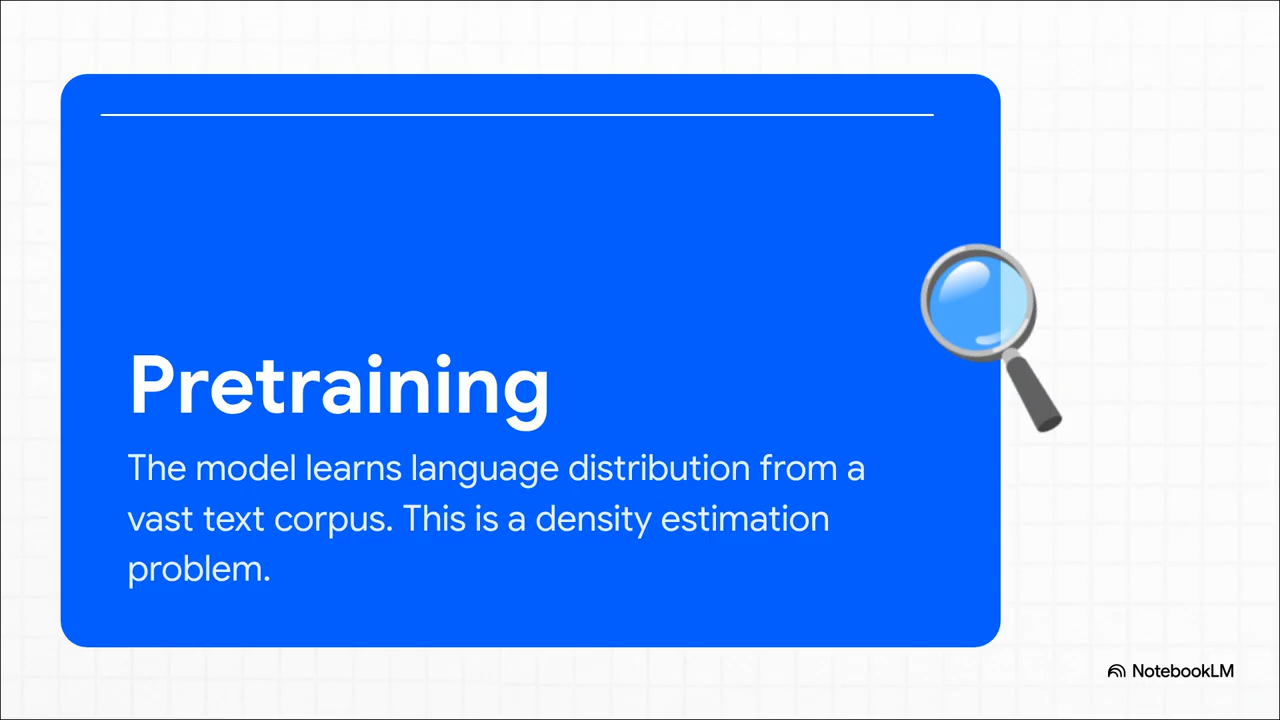 Pretraining
The model learns language distribution from a
vast text corpus. This is a density estimation
problem.
NotebookLM